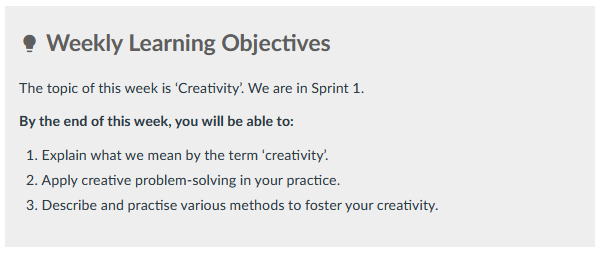 Weekly Learning Objectives
The topic of this week is ‘Creativity’. We are in Sprint 1.
By the end of this week, you will be able to:
1. Explain what we mean by the term ‘creativity’.
2. Apply creative problem-solving in your practice.
3. Describe and practise various methods to foster your creativity.